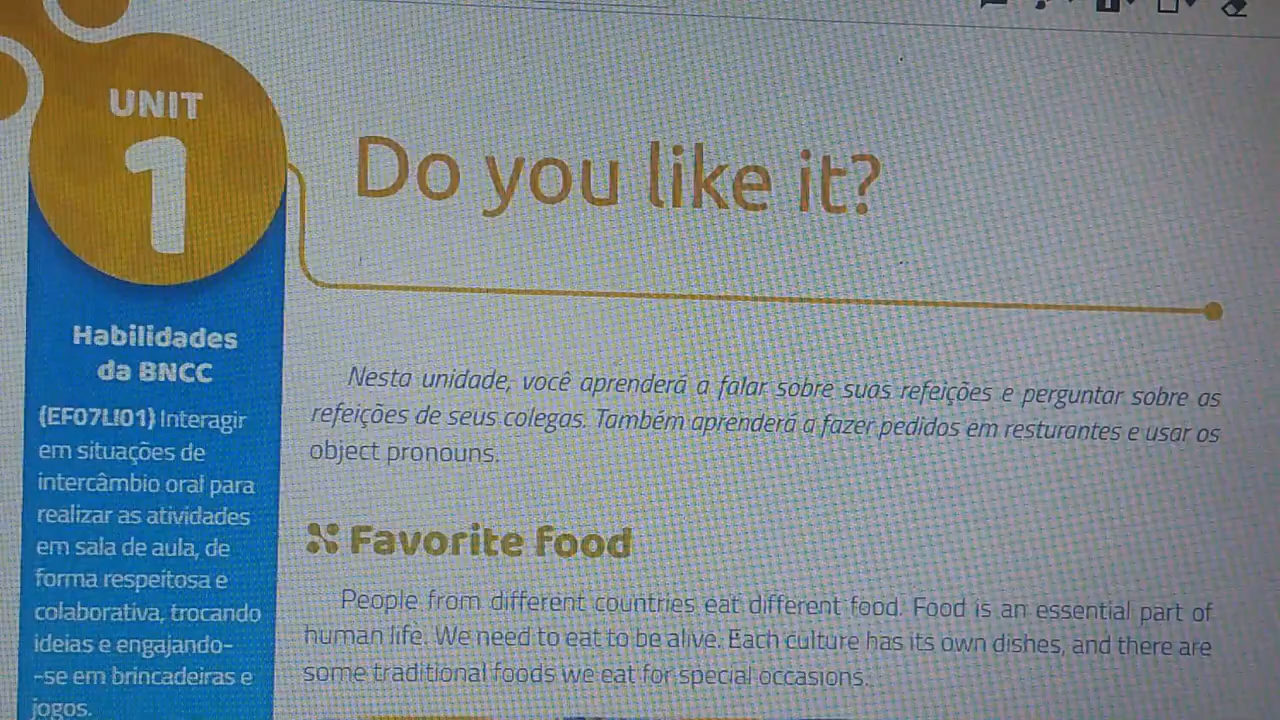 UNIT
1
Do you like it?
Habilidades
da BNCC
(EF07LI01) Interagir
em situações de
intercâmbio oral para
realizar as atividades
em sala de aula, de
forma respeitosa e
colaborativa, trocando
ideias e engajando-
-se em brincadeiras e
jogos.
Nesta unidade, você aprenderá a falar sobre suas refeições e perguntar sobre as
refeições de seus colegas. Também aprenderá a fazer pedidos em resturantes e usar os
object pronouns.
Favorite food
People from different countries eat different food. Food is an essential part of
human life. We need to eat to be alive. Each culture has its own dishes, and there are
some traditional foods we eat for special occasions.